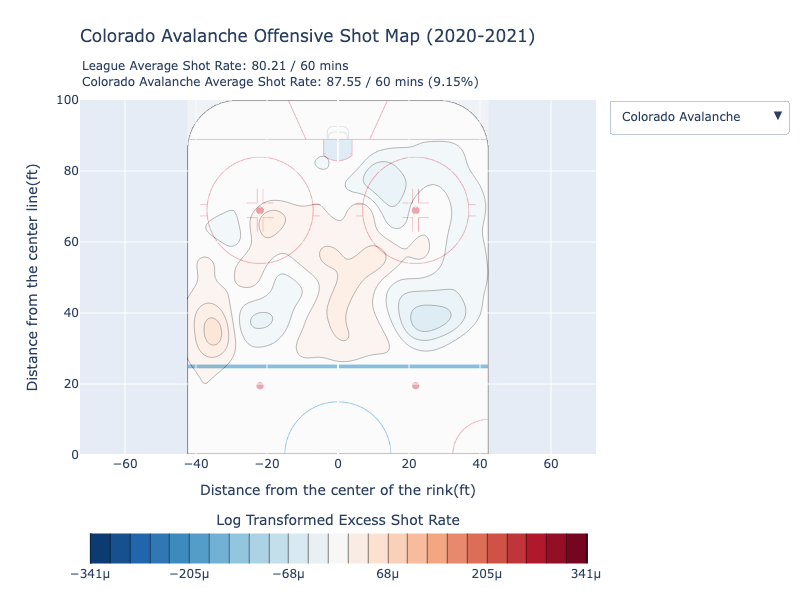 Colorado Avalanche Offensive Shot Map (2020-2021)
League Average Shot Rate: 80.21 / 60 mins
Colorado Avalanche Average Shot Rate: 87.55 / 60 mins (9.15%)
Colorado Avalanche ▼
Distance from the center line(ft)
100
80
60
40
20
0
−60 −40 −20 0 20 40 60
Distance from the center of the rink(ft)
Log Transformed Excess Shot Rate
−341μ −205μ −68μ 68μ 205μ 341μ